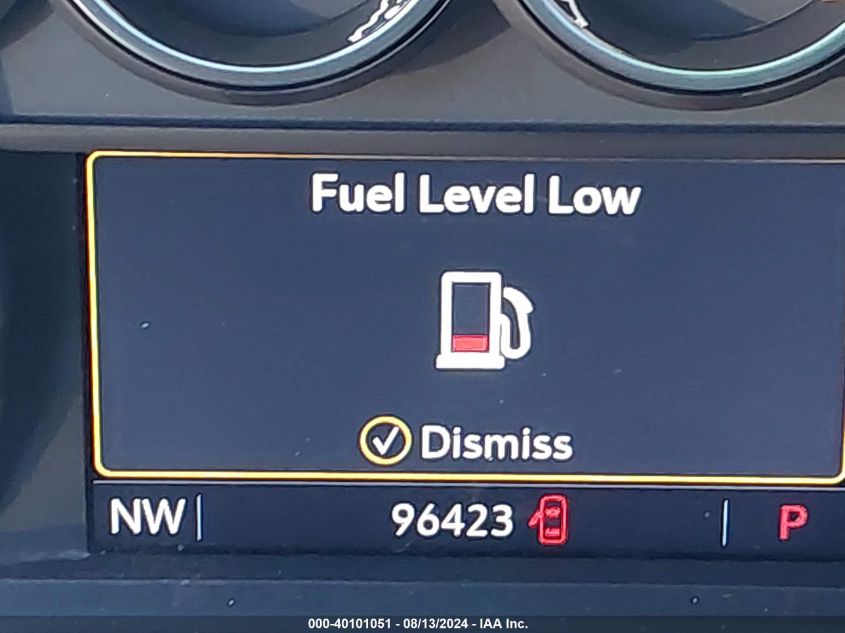 Fuel Level Low
Dismiss
NW
96423
P
000-40101051 - 08/13/2024 - IAA Inc.